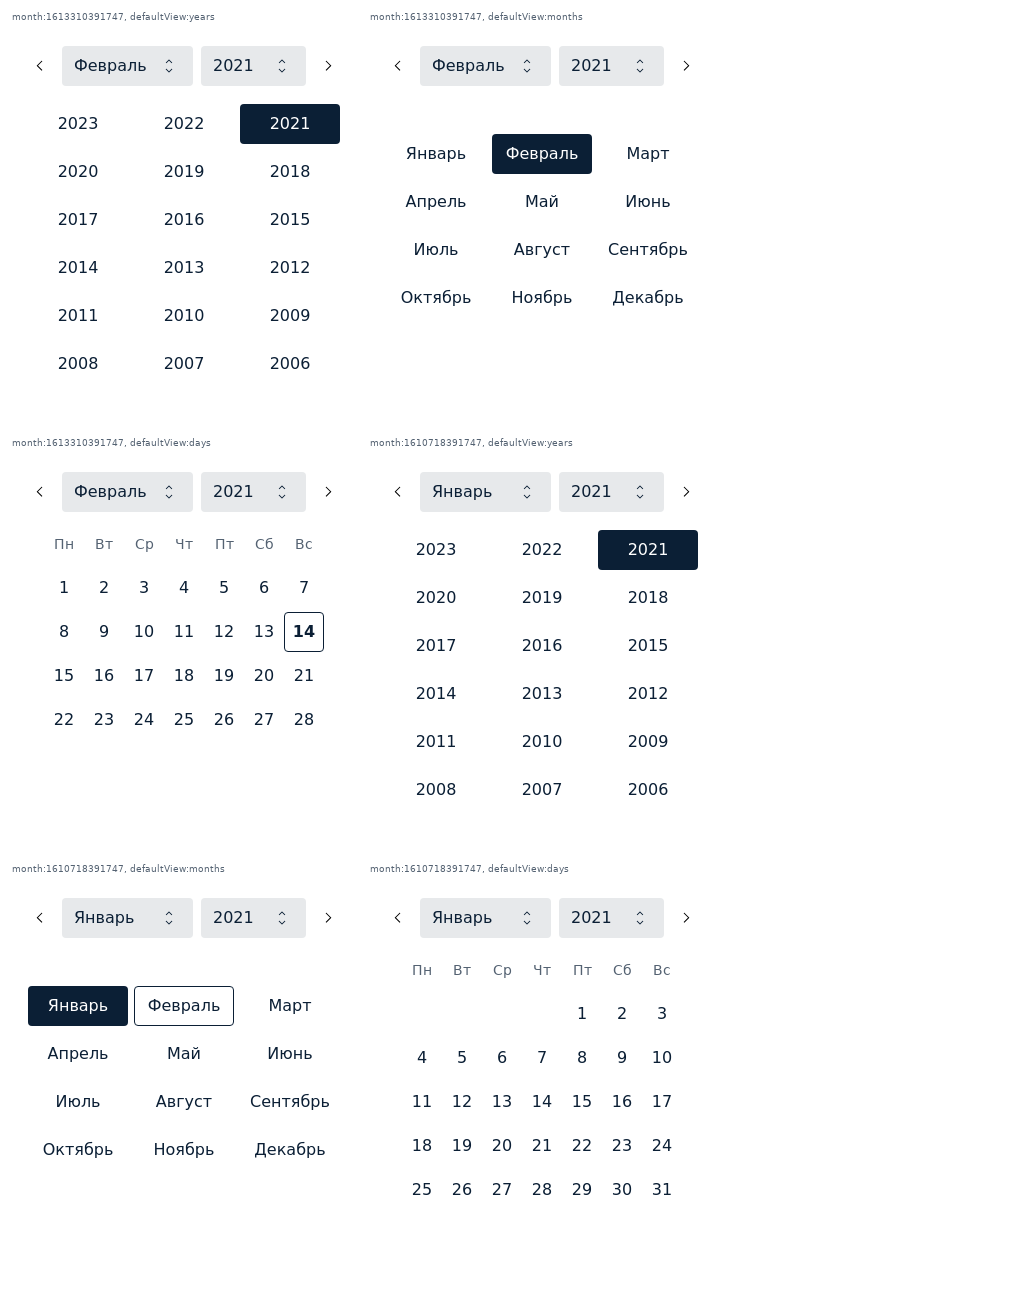 month:1613310391747, defaultView:years
Февраль 2021
2023 2022 2021
2020 2019 2018
2017 2016 2015
2014 2013 2012
2011 2010 2009
2008 2007 2006
month:1613310391747, defaultView:months
Февраль 2021
Январь Февраль Март
Апрель Май Июнь
Июль Август Сентябрь
Октябрь Ноябрь Декабрь
month:1613310391747, defaultView:days
Февраль 2021
Пн Вт Ср Чт Пт Сб Вс
1 2 3 4 5 6 7
8 9 10 11 12 13 14
15 16 17 18 19 20 21
22 23 24 25 26 27 28
month:1610718391747, defaultView:years
Январь 2021
2023 2022 2021
2020 2019 2018
2017 2016 2015
2014 2013 2012
2011 2010 2009
2008 2007 2006
month:1610718391747, defaultView:months
Январь 2021
Январь Февраль Март
Апрель Май Июнь
Июль Август Сентябрь
Октябрь Ноябрь Декабрь
month:1610718391747, defaultView:days
Январь 2021
Пн Вт Ср Чт Пт Сб Вс
1 2 3
4 5 6 7 8 9 10
11 12 13 14 15 16 17
18 19 20 21 22 23 24
25 26 27 28 29 30 31